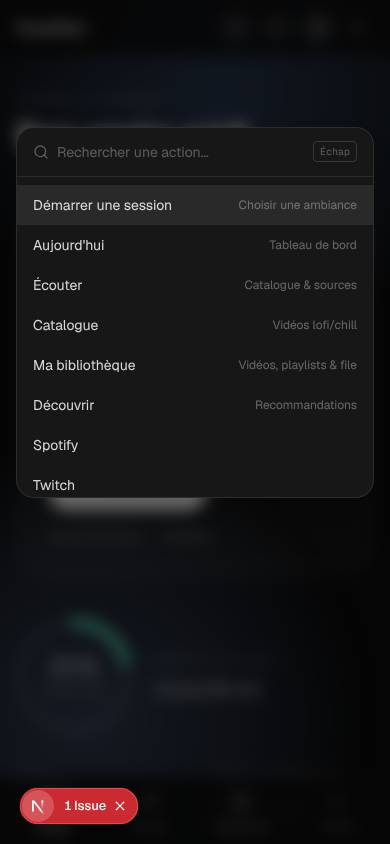 Rechercher une action...
Échap
Démarrer une session
Choisir une ambiance
Aujourd'hui
Tableau de bord
Écouter
Catalogue & sources
Catalogue
Vidéos lofi/chill
Ma bibliothèque
Vidéos, playlists & file
Découvrir
Recommandations
Spotify
Twitch
N
1 Issue